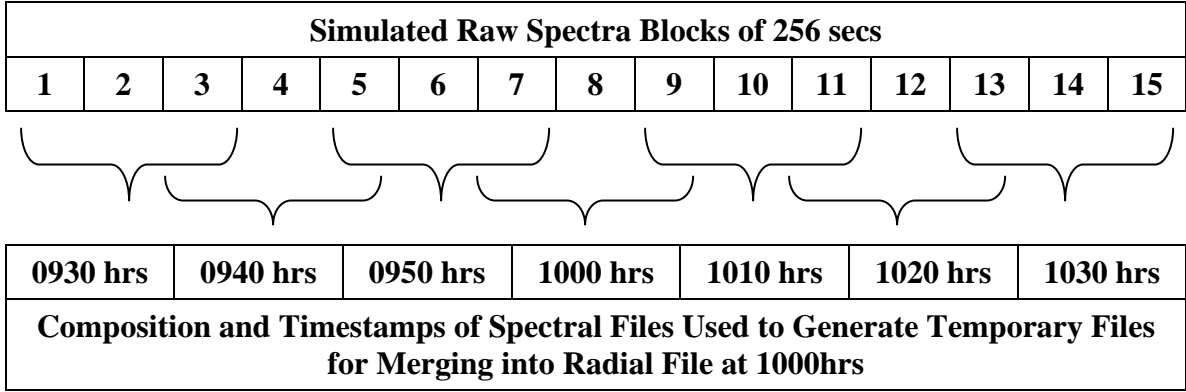 Simulated Raw Spectra Blocks of 256 secs
1 2 3 4 5 6 7 8 9 10 11 12 13 14 15
0930 hrs 0940 hrs 0950 hrs 1000 hrs 1010 hrs 1020 hrs 1030 hrs
Composition and Timestamps of Spectral Files Used to Generate Temporary Files
for Merging into Radial File at 1000hrs